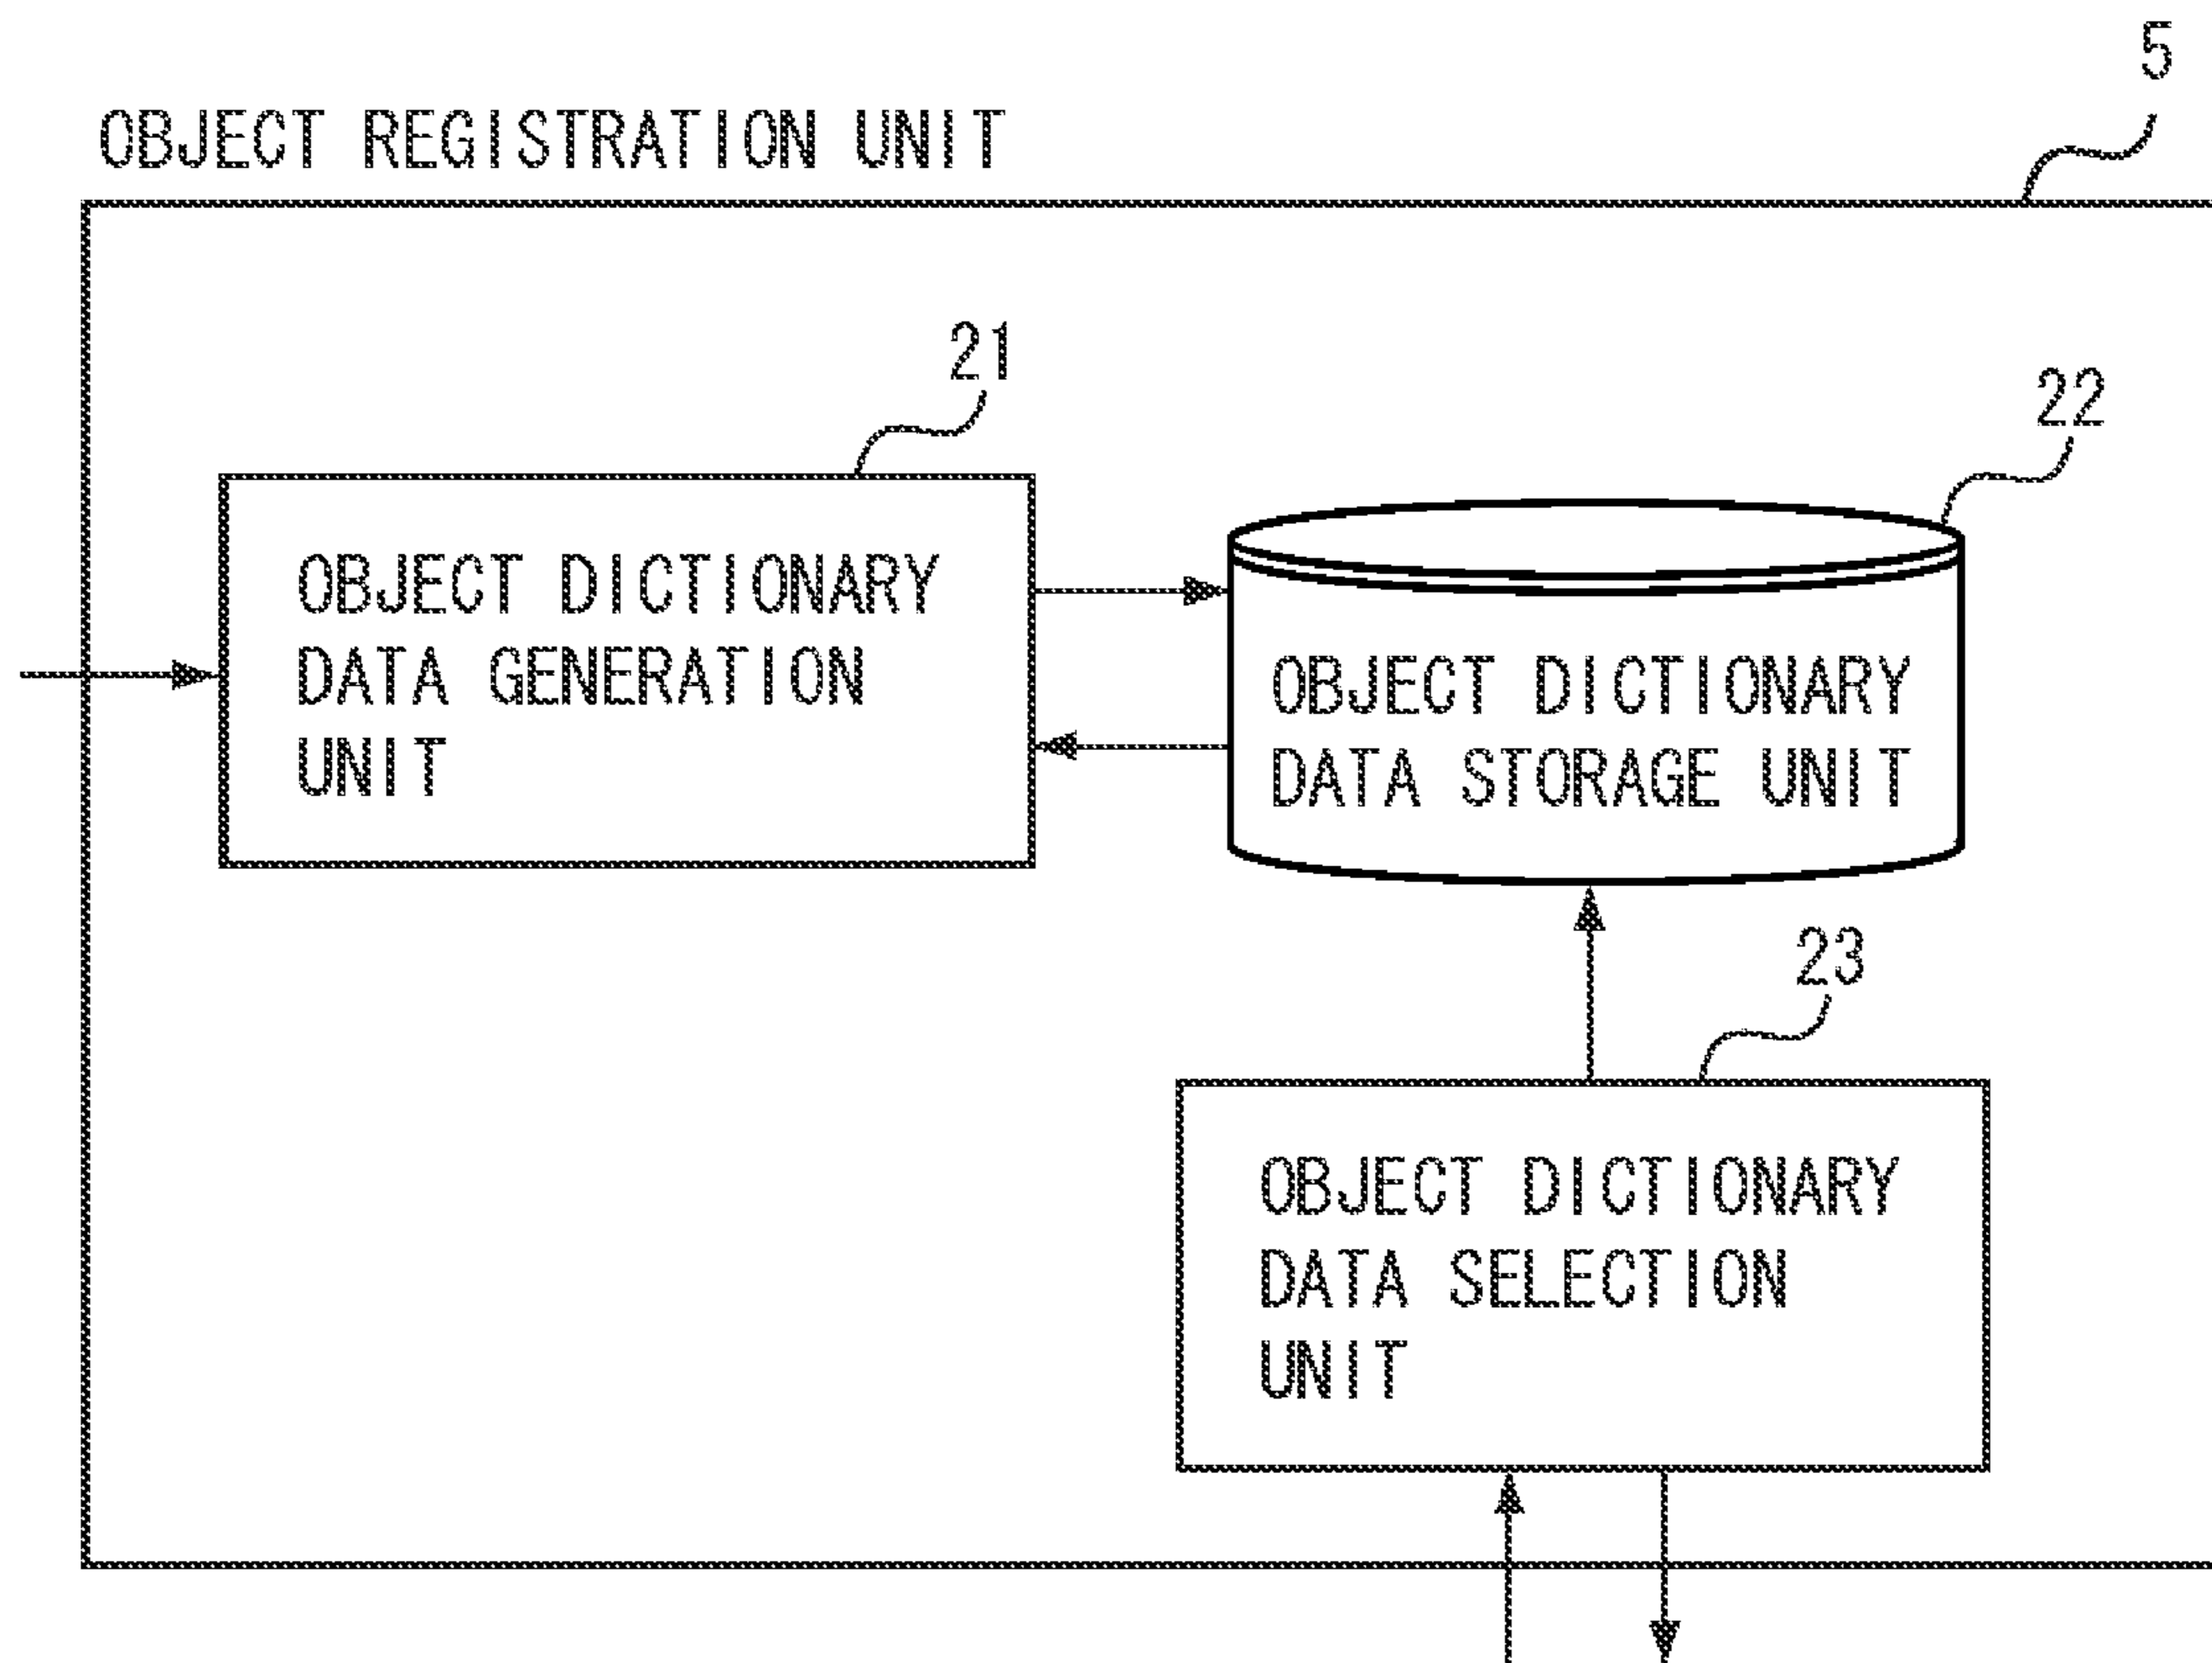 5
OBJECT REGISTRATION UNIT
21
22
OBJECT DICTIONARY
DATA GENERATION
UNIT
OBJECT DICTIONARY
DATA STORAGE UNIT
23
OBJECT DICTIONARY
DATA SELECTION
UNIT